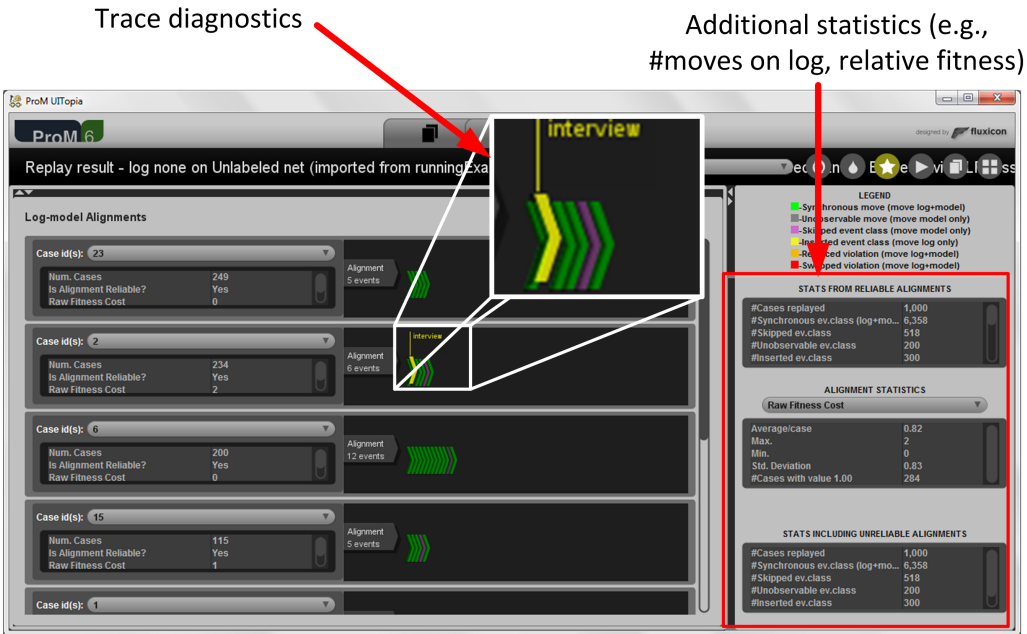 Trace diagnostics
Additional statistics (e.g.,
#moves on log, relative fitness)
ProM UITopia
ProM 6
designed by fluxicon
Replay result - log none on Unlabeled net (imported from runningExa
interview
Log-model Alignments
Case id(s): 23
Num. Cases 249
Is Alignment Reliable? Yes
Raw Fitness Cost 0
Alignment
5 events
Case id(s): 2
Num. Cases 234
Is Alignment Reliable? Yes
Raw Fitness Cost 2
Alignment
6 events
interview
Case id(s): 6
Num. Cases 200
Is Alignment Reliable? Yes
Raw Fitness Cost 0
Alignment
12 events
Case id(s): 15
Num. Cases 115
Is Alignment Reliable? Yes
Raw Fitness Cost 1
Alignment
5 events
Case id(s): 1
LEGEND
-Synchronous move (move log+model)
-Unobservable move (move model only)
-Skipped event class (move model only)
-Inserted event class (move log only)
-Replaced violation (move log+model)
-Swapped violation (move log+model)
STATS FROM RELIABLE ALIGNMENTS
#Cases replayed 1,000
#Synchronous ev.class (log+mo... 6,358
#Skipped ev.class 518
#Unobservable ev.class 200
#Inserted ev.class 300
ALIGNMENT STATISTICS
Raw Fitness Cost
Average/case 0.82
Max. 2
Min. 0
Std. Deviation 0.83
#Cases with value 1.00 284
STATS INCLUDING UNRELIABLE ALIGNMENTS
#Cases replayed 1,000
#Synchronous ev.class (log+mo... 6,358
#Skipped ev.class 518
#Unobservable ev.class 200
#Inserted ev.class 300